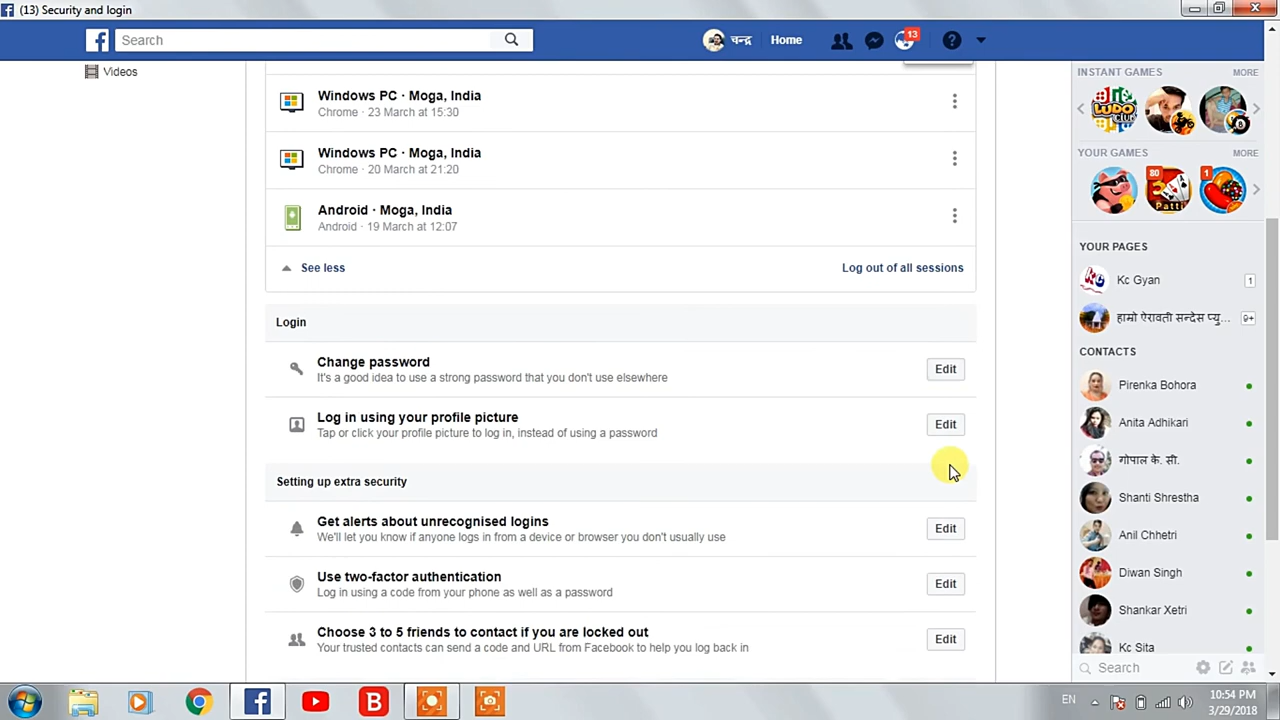 (13) Security and login
Search
चन्द्र
Home
13
Videos
Windows PC · Moga, India
Chrome · 23 March at 15:30
Windows PC · Moga, India
Chrome · 20 March at 21:20
Android · Moga, India
Android · 19 March at 12:07
See less
Log out of all sessions
Login
Change password
It's a good idea to use a strong password that you don't use elsewhere
Edit
Log in using your profile picture
Tap or click your profile picture to log in, instead of using a password
Edit
Setting up extra security
Get alerts about unrecognised logins
We'll let you know if anyone logs in from a device or browser you don't usually use
Edit
Use two-factor authentication
Log in using a code from your phone as well as a password
Edit
Choose 3 to 5 friends to contact if you are locked out
Your trusted contacts can send a code and URL from Facebook to help you log back in
Edit
INSTANT GAMES
MORE
LUDO
CLUB
YOUR GAMES
MORE
80
3
Patti
1
YOUR PAGES
Kc Gyan
1
हाम्रो ऐरावती सन्देस प्यु...
9+
CONTACTS
Pirenka Bohora
Anita Adhikari
गोपाल के. सी.
Shanti Shrestha
Anil Chhetri
Diwan Singh
Shankar Xetri
Kc Sita
Search
EN
10:54 PM
3/29/2018